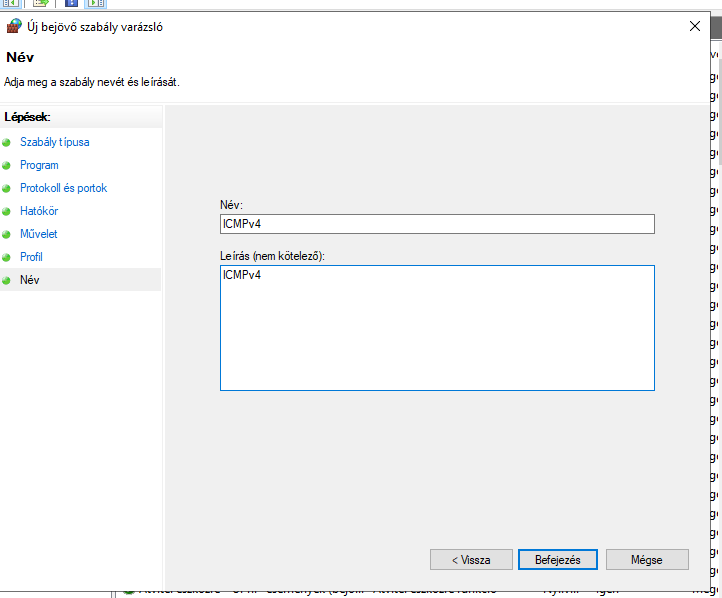 Új bejövő szabály varázsló
Név
Adja meg a szabály nevét és leírását.
Lépések:
Szabály típusa
Program
Protokoll és portok
Hatókör
Művelet
Profil
Név
Név:
ICMPv4
Leírás (nem kötelező):
ICMPv4
< Vissza
Befejezés
Mégse